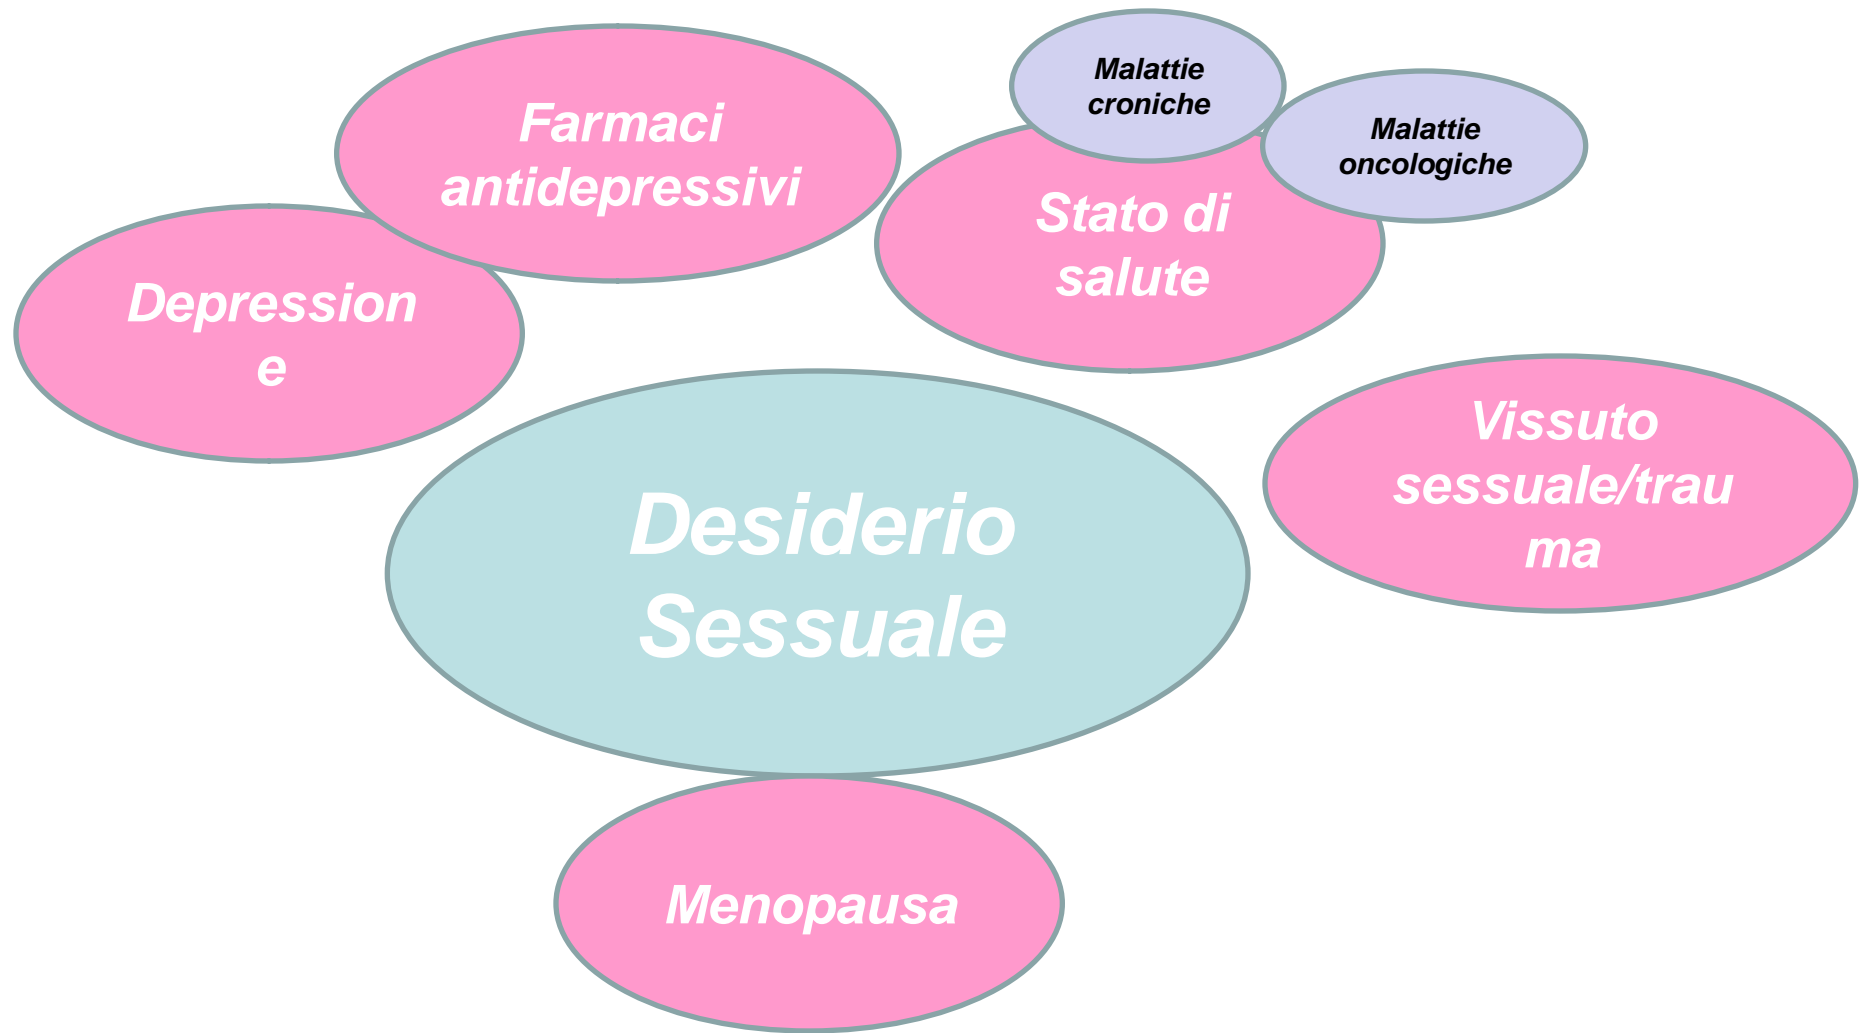 Malattie
croniche
Malattie
oncologiche
Farmaci
antidepressivi
Stato di
salute
Depression
e
Vissuto
sessuale/trau
ma
Desiderio
Sessuale
Menopausa